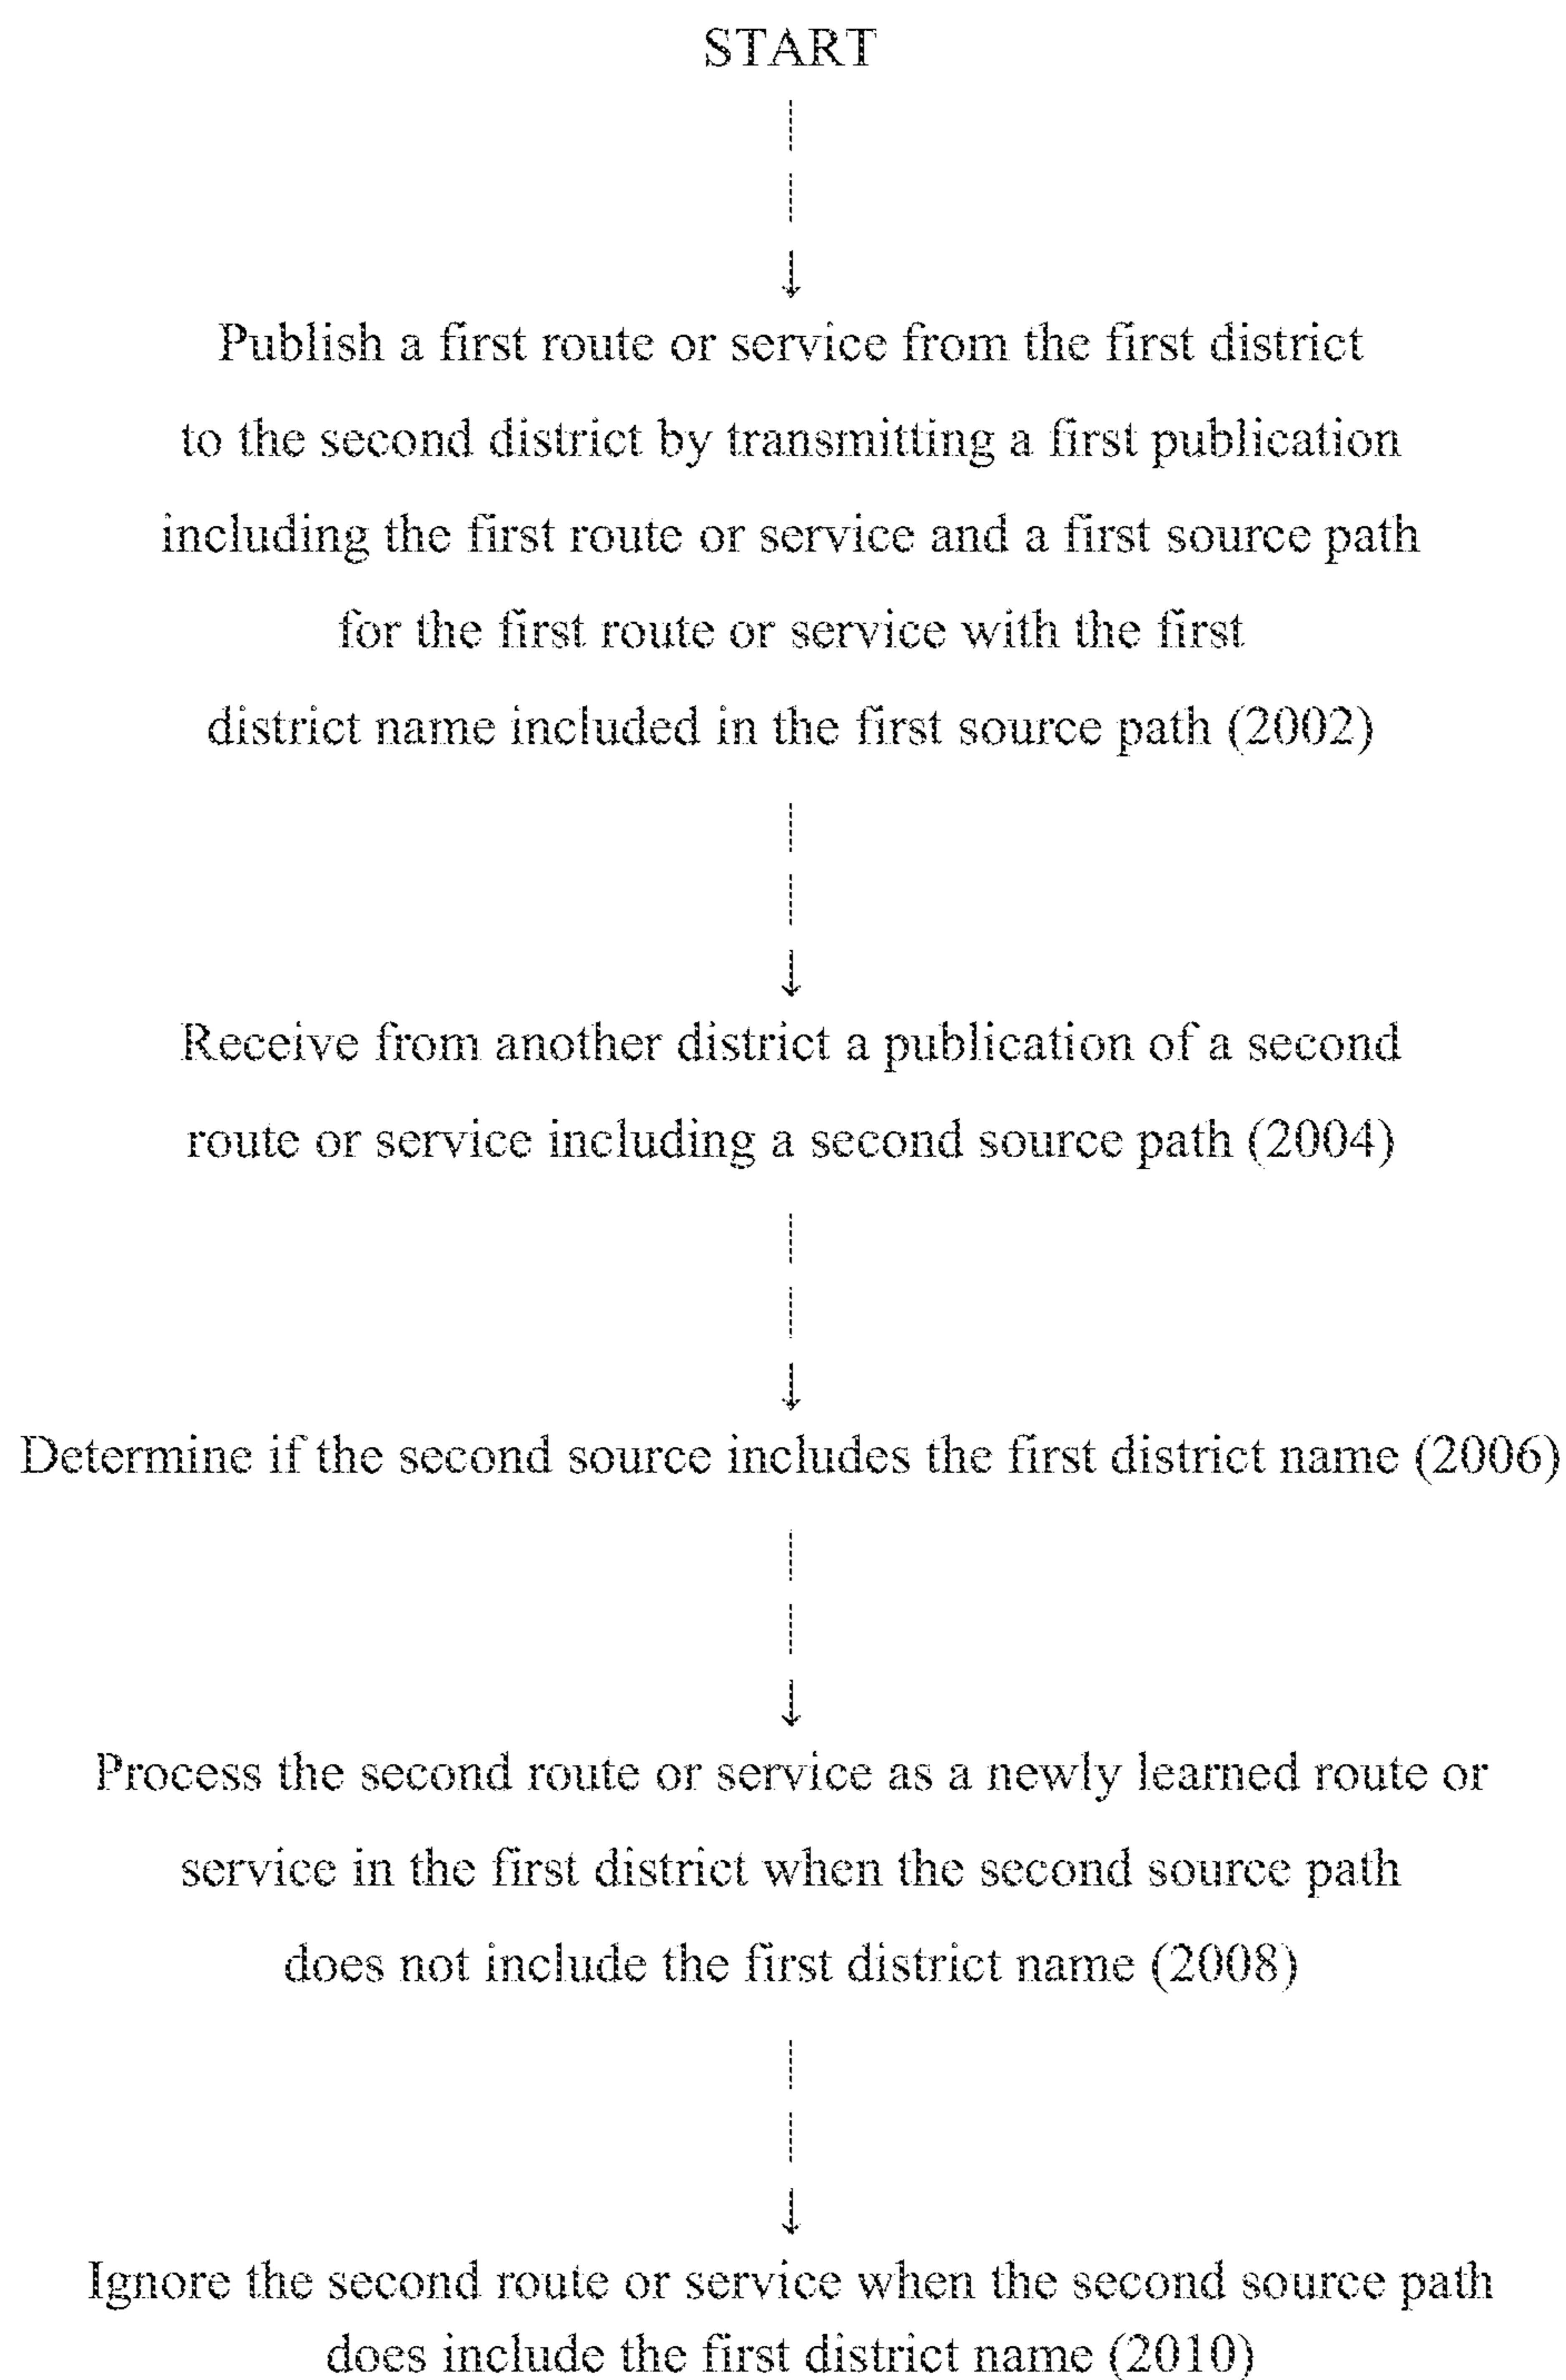 START
Publish a first route or service from the first district
to the second district by transmitting a first publication
including the first route or service and a first source path
for the first route or service with the first
district name included in the first source path (2002)
Receive from another district a publication of a second
route or service including a second source path (2004)
Determine if the second source includes the first district name (2006)
Process the second route or service as a newly learned route or
service in the first district when the second source path
does not include the first district name (2008)
Ignore the second route or service when the second source path
does include the first district name (2010)